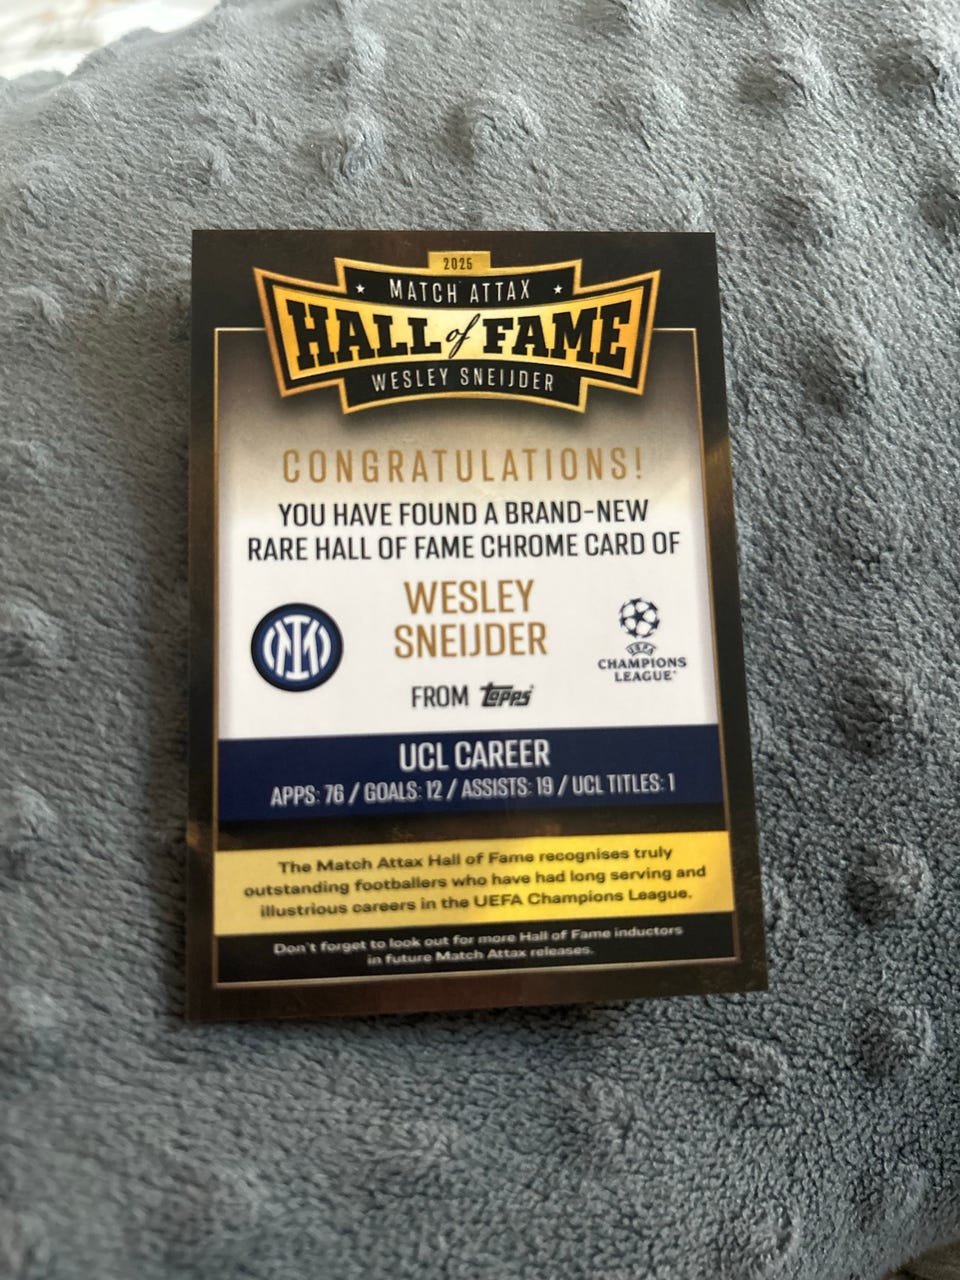 2025
MATCH ATTAX
HALL of FAME
WESLEY SNEIJDER
CONGRATULATIONS!
YOU HAVE FOUND A BRAND-NEW
RARE HALL OF FAME CHROME CARD OF
WESLEY
SNEIJDER
UEFA
CHAMPIONS
LEAGUE
FROM topps
UCL CAREER
APPS: 76 / GOALS: 12 / ASSISTS: 19 / UCL TITLES: 1
The Match Attax Hall of Fame recognises truly
outstanding footballers who have had long serving and
illustrious careers in the UEFA Champions League.
Don't forget to look out for more Hall of Fame inductors
in future Match Attax releases.